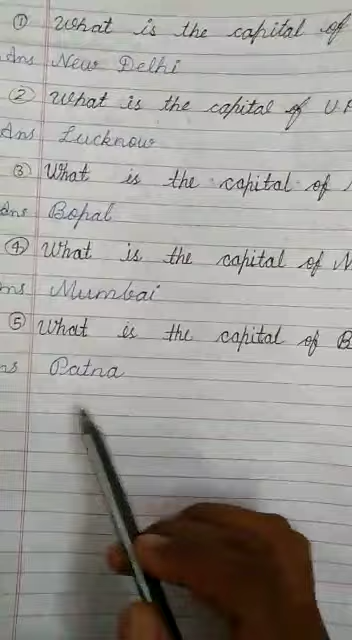 ① What is the capital of
Ans New Delhi
② What is the capital of U.P
Ans Lucknow
③ What is the capital of
Ans Bopal
④ What is the capital of
Ans Mumbai
⑤ What is the capital of B
Ans Patna